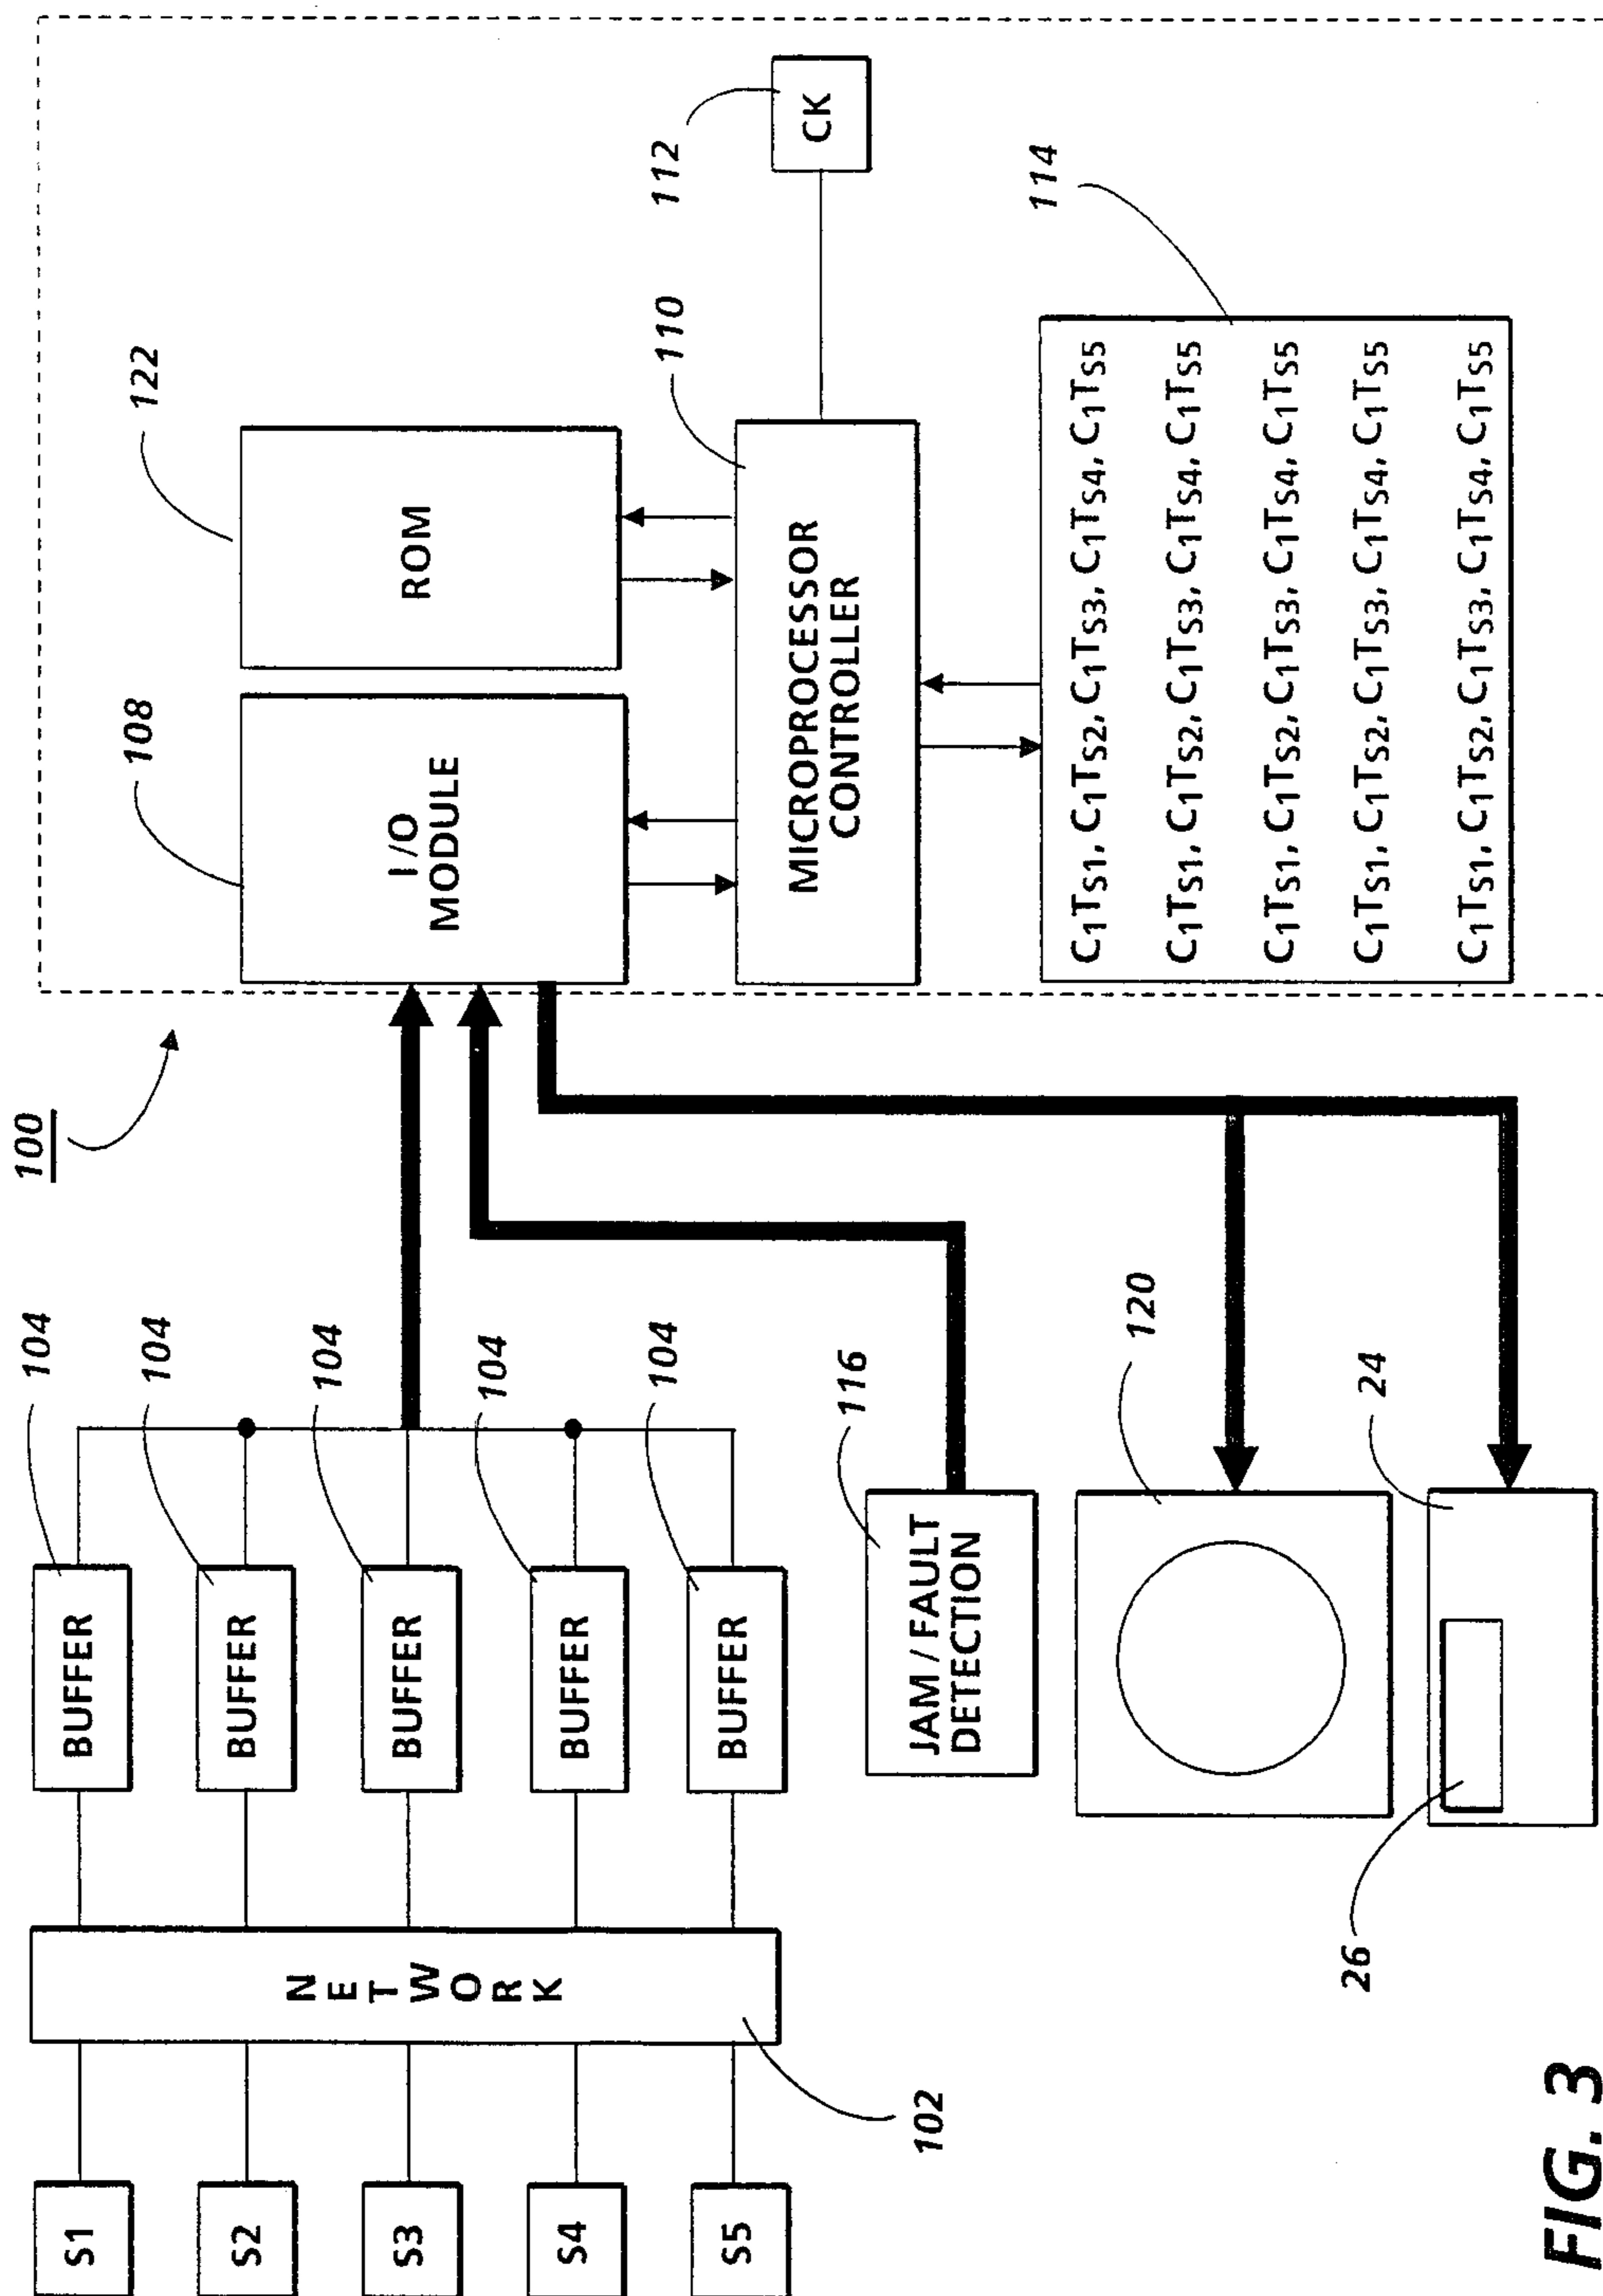 100
S1
S2
S3
S4
S5
NETWORK
102
BUFFER
104
BUFFER
104
BUFFER
104
BUFFER
104
BUFFER
104
JAM / FAULT
DETECTION
116
120
24
26
I/O
MODULE
108
ROM
122
MICROPROCESSOR
CONTROLLER
110
CK
112
114
C1TS1, C1TS2, C1TS3, C1TS4, C1TS5
C1TS1, C1TS2, C1TS3, C1TS4, C1TS5
C1TS1, C1TS2, C1TS3, C1TS4, C1TS5
C1TS1, C1TS2, C1TS3, C1TS4, C1TS5
C1TS1, C1TS2, C1TS3, C1TS4, C1TS5
FIG. 3